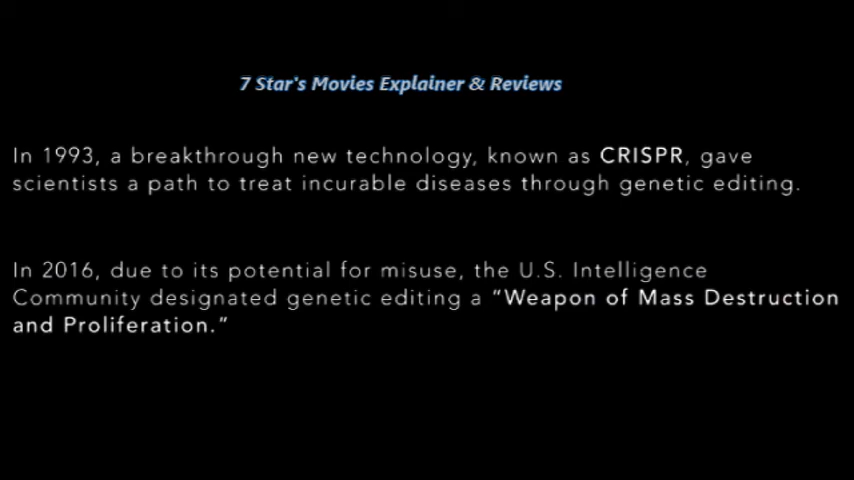 7 Star's Movies Explainer & Reviews
In 1993, a breakthrough new technology, known as CRISPR, gave
scientists a path to treat incurable diseases through genetic editing.
In 2016, due to its potential for misuse, the U.S. Intelligence
Community designated genetic editing a “Weapon of Mass Destruction
and Proliferation.”